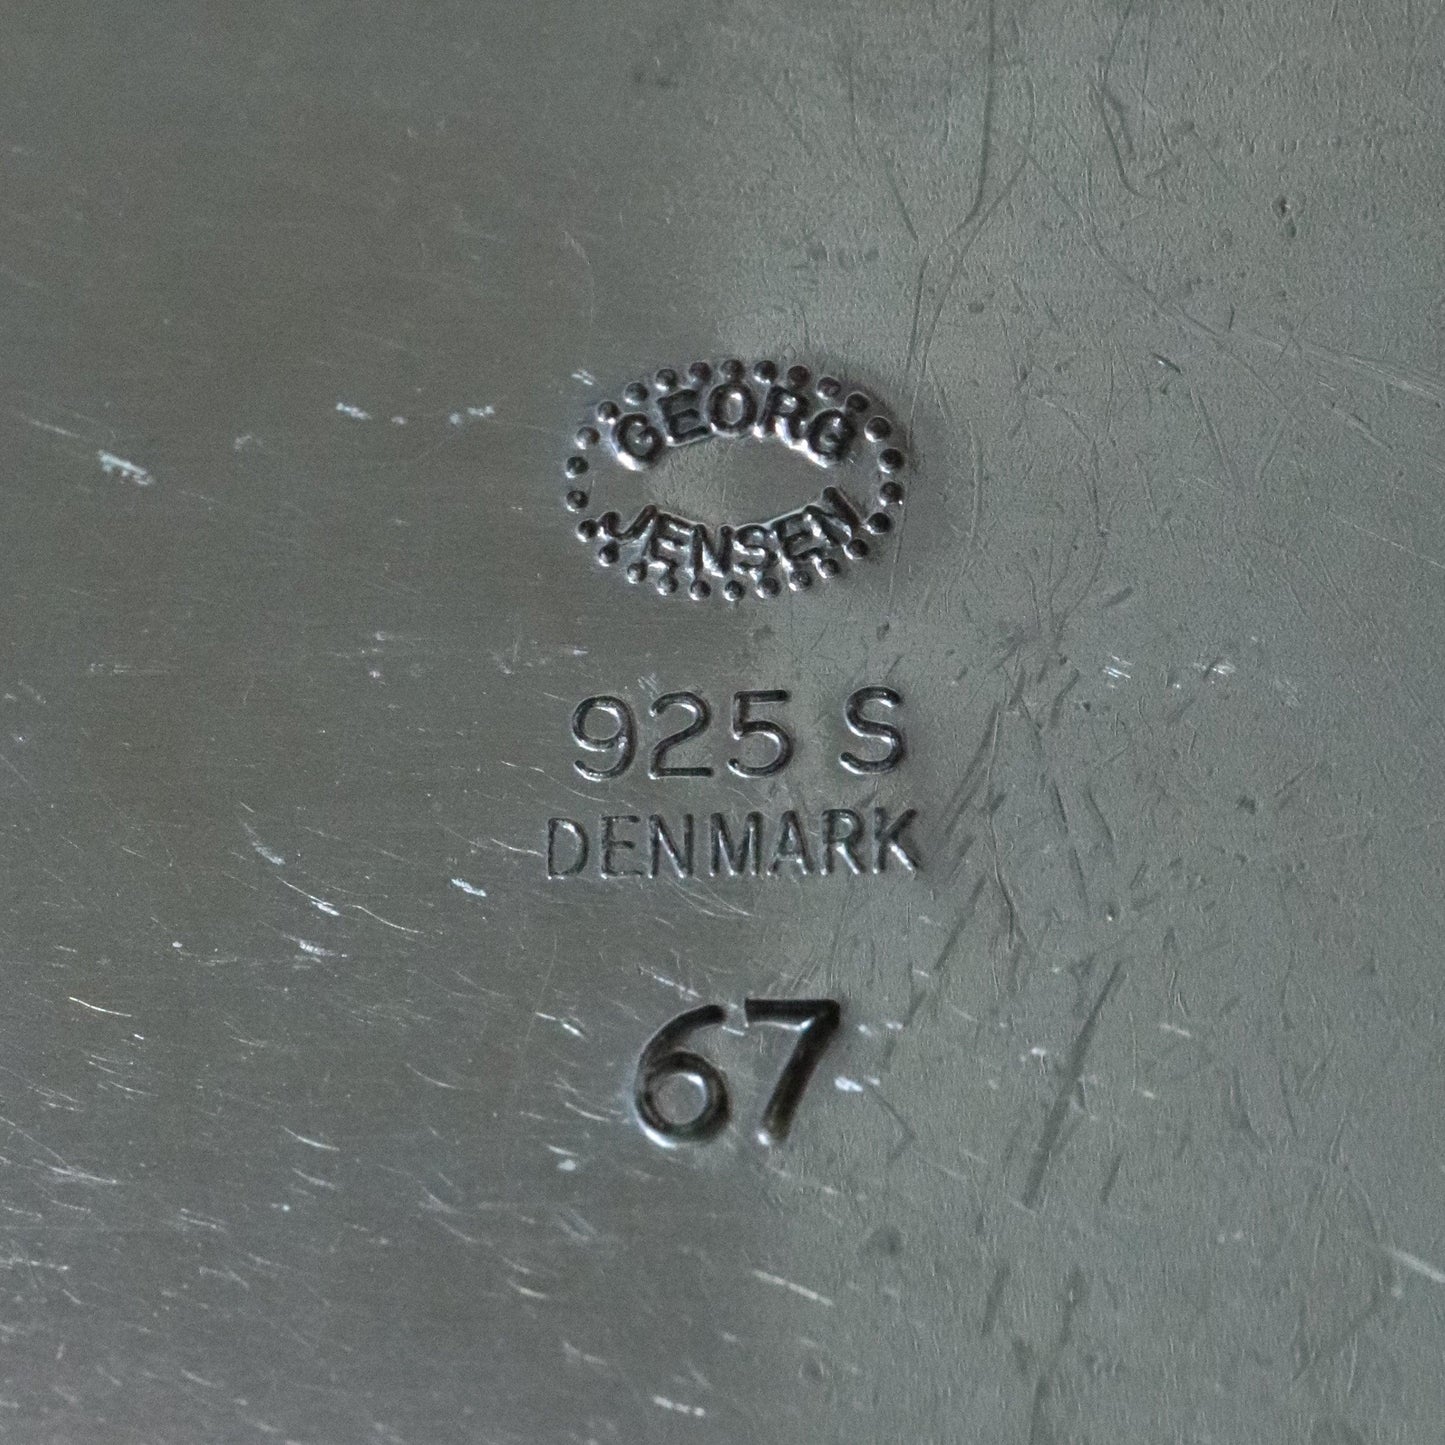 GEORG
JENSEN
925 S
DENMARK
67